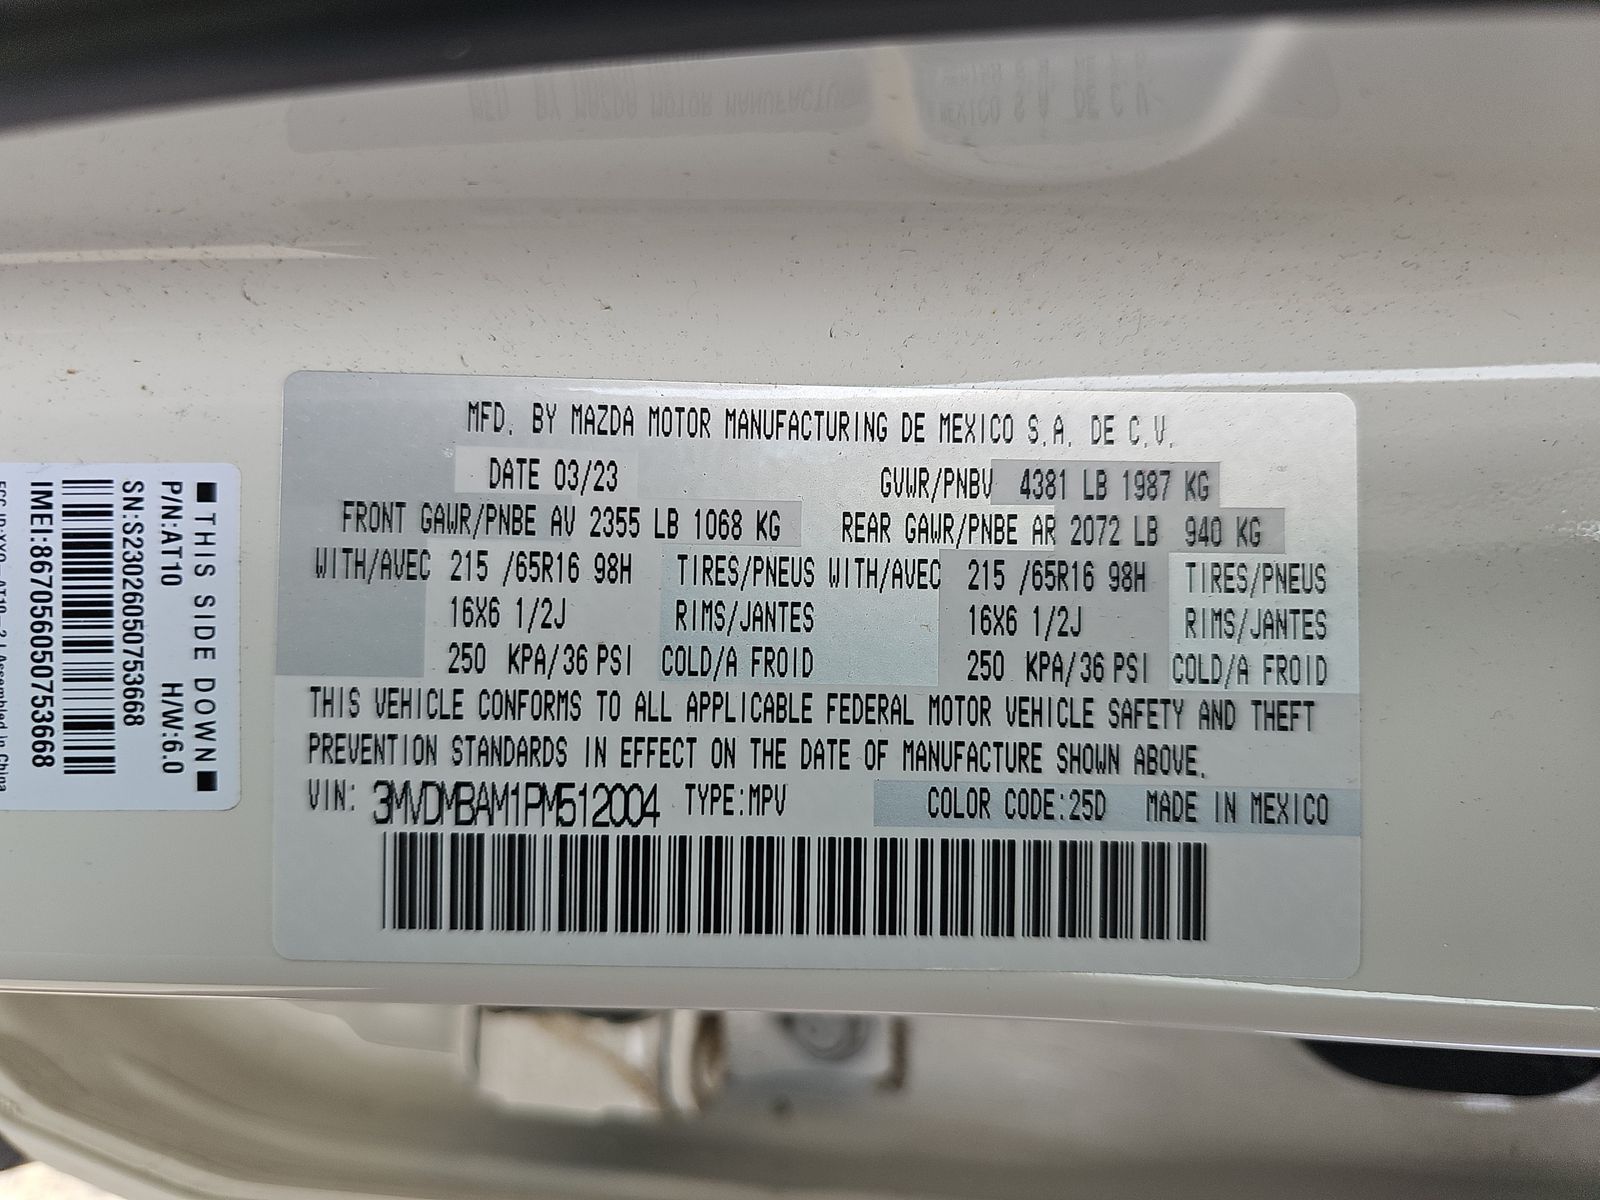 MFD. BY MAZDA MOTOR MANUFACTURING DE MEXICO S.A. DE C.V.
DATE 03/23 GVWR/PNBV 4381 LB 1987 KG
FRONT GAWR/PNBE AV 2355 LB 1068 KG REAR GAWR/PNBE AR 2072 LB 940 KG
WITH/AVEC 215 /65R16 98H TIRES/PNEUS WITH/AVEC 215 /65R16 98H TIRES/PNEUS
16X6 1/2J RIMS/JANTES 16X6 1/2J RIMS/JANTES
250 KPA/36 PSI COLD/A FROID 250 KPA/36 PSI COLD/A FROID
THIS VEHICLE CONFORMS TO ALL APPLICABLE FEDERAL MOTOR VEHICLE SAFETY AND THEFT
PREVENTION STANDARDS IN EFFECT ON THE DATE OF MANUFACTURE SHOWN ABOVE.
VIN: 3MVDMBAM1PM512004 TYPE:MPV COLOR CODE:25D MADE IN MEXICO
■ THIS SIDE DOWN ■
P/N:AT10 H/W:6.0
SN:S23026050753668
IMEI:867056050753668
Assembled in China